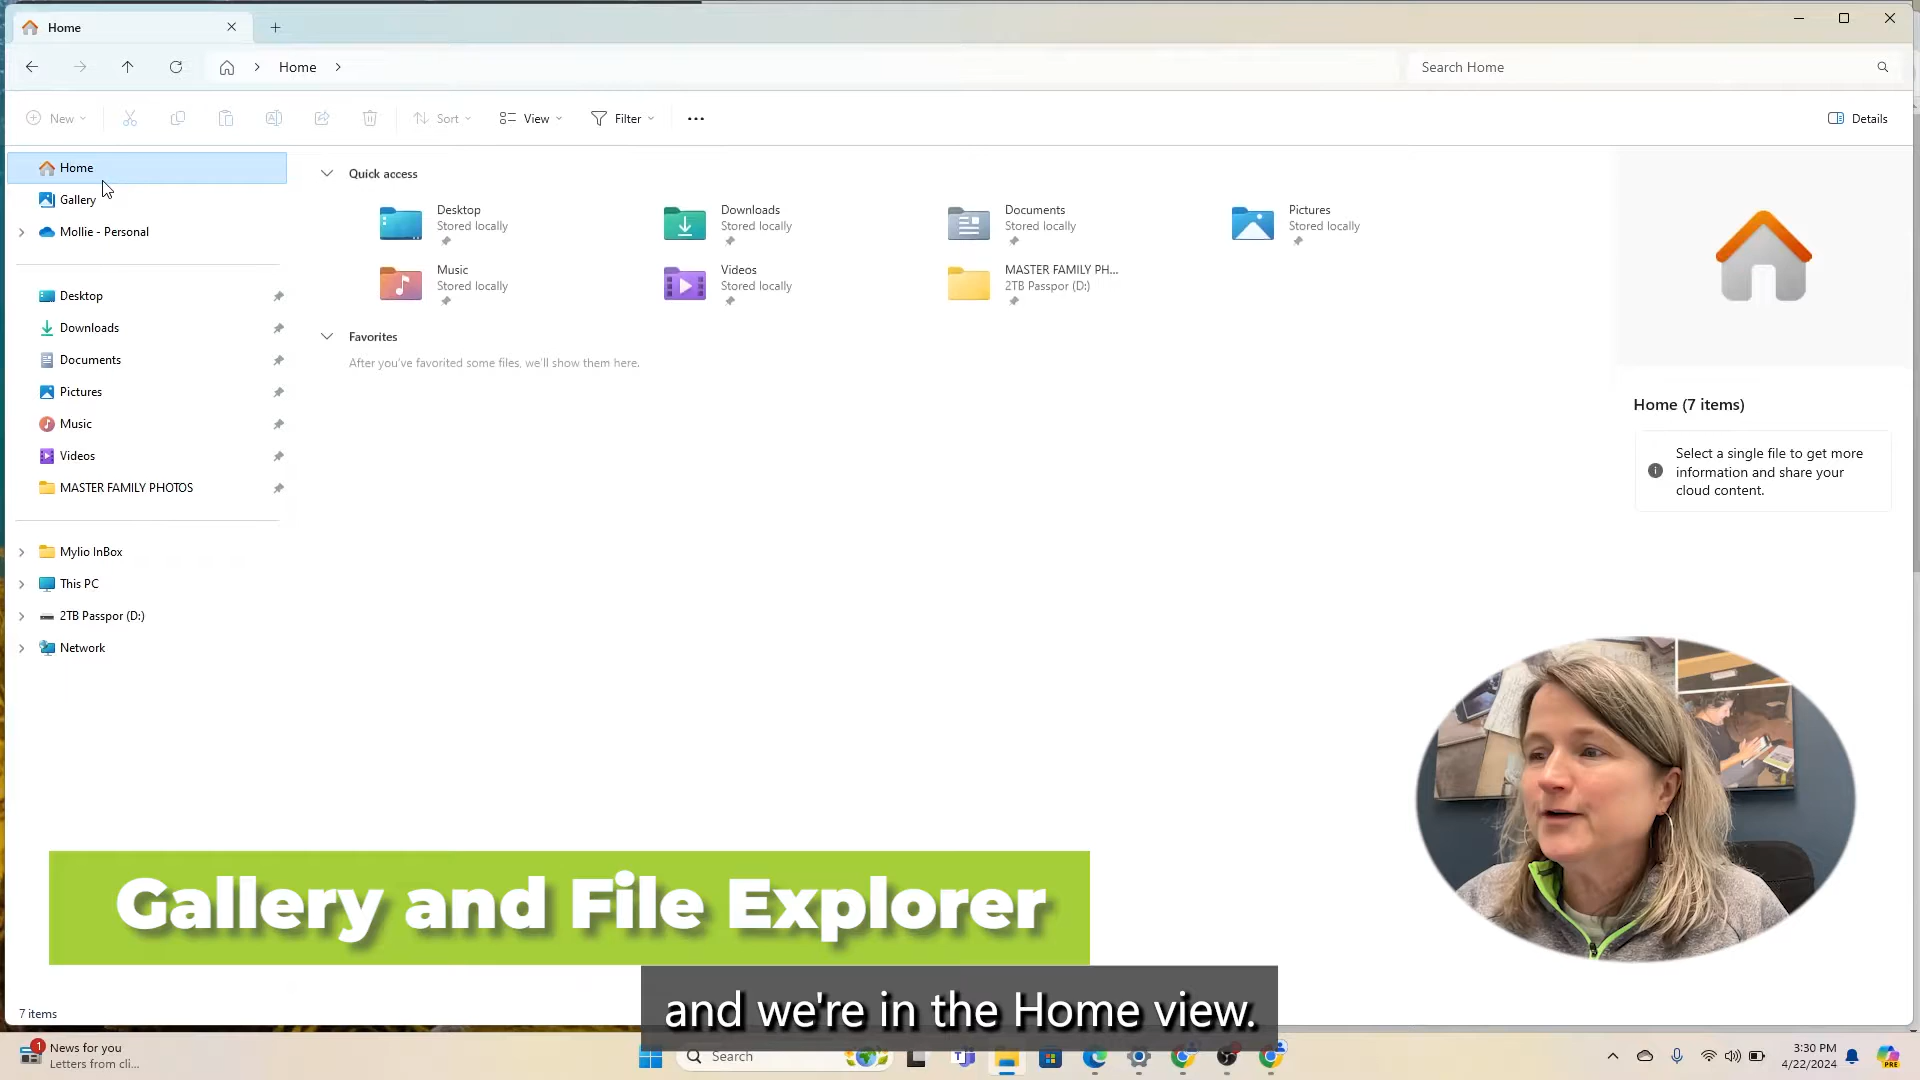 Home
Home
Search Home
New
Sort
View
Filter
Details
Home
Gallery
Mollie - Personal
Desktop
Downloads
Documents
Pictures
Music
Videos
MASTER FAMILY PHOTOS
Mylio InBox
This PC
2TB Passpor (D:)
Network
Quick access
Desktop
Stored locally
Downloads
Stored locally
Documents
Stored locally
Pictures
Stored locally
Music
Stored locally
Videos
Stored locally
MASTER FAMILY PH...
2TB Passpor (D:)
Favorites
After you've favorited some files, we'll show them here.
Home (7 items)
Select a single file to get more
information and share your
cloud content.
Gallery and File Explorer
and we're in the Home view.
7 items
1
News for you
Letters from cli...
Search
3:30 PM
4/22/2024
PRE